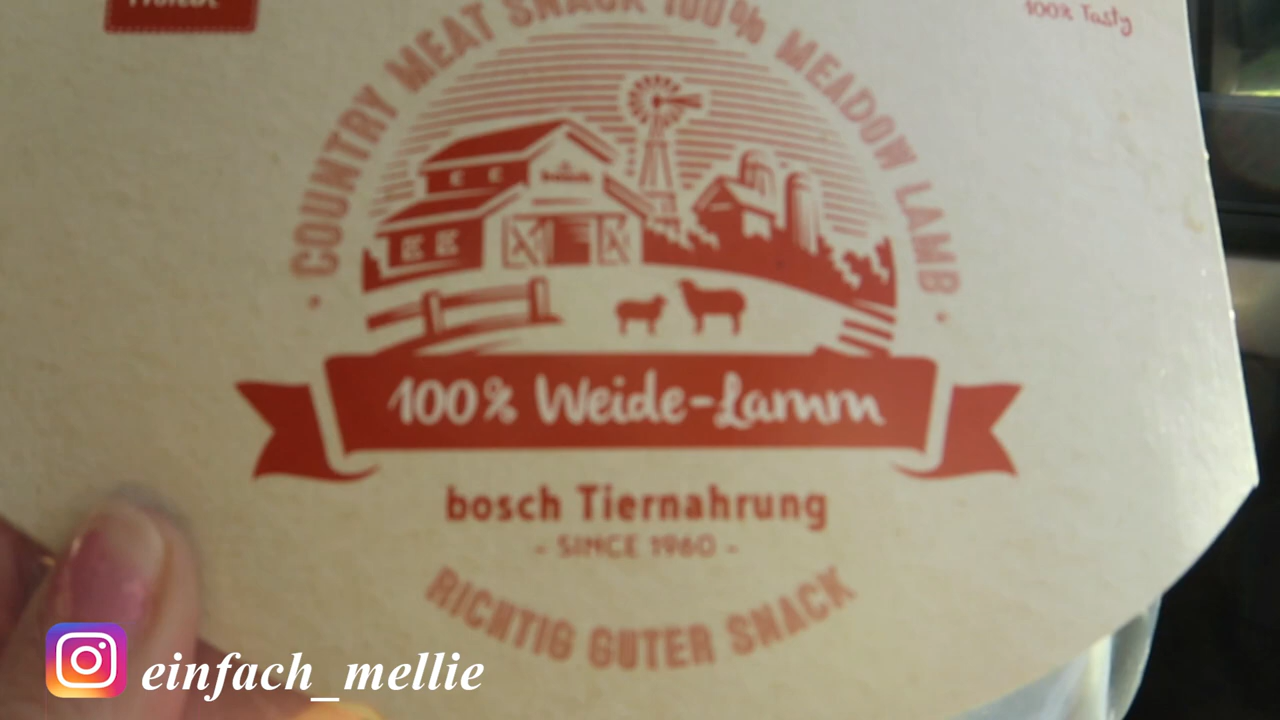 100% Tasty
COUNTRY MEAT SNACK 100% MEADOW LAMB
bosch
100% Weide-Lamm
bosch Tiernahrung
- SINCE 1960 -
RICHTIG GUTER SNACK
einfach_mellie